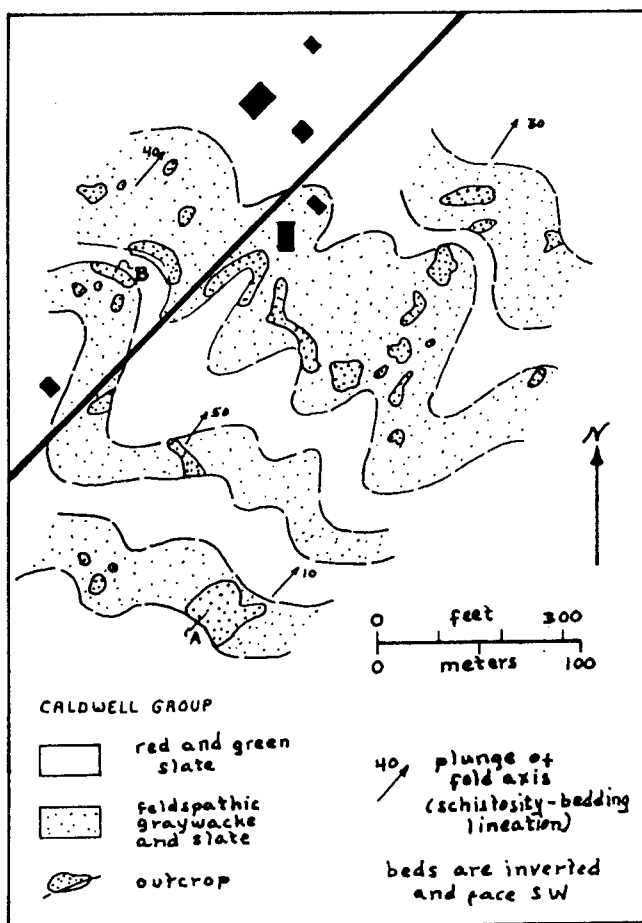 40
30
B
50
N
10
A
0 feet 300
0 meters 100
CALDWELL GROUP
red and green
slate
feldspathic
graywacke
and slate
outcrop
40
plunge of
fold axis
(schistosity-bedding
lineation)
beds are inverted
and face SW